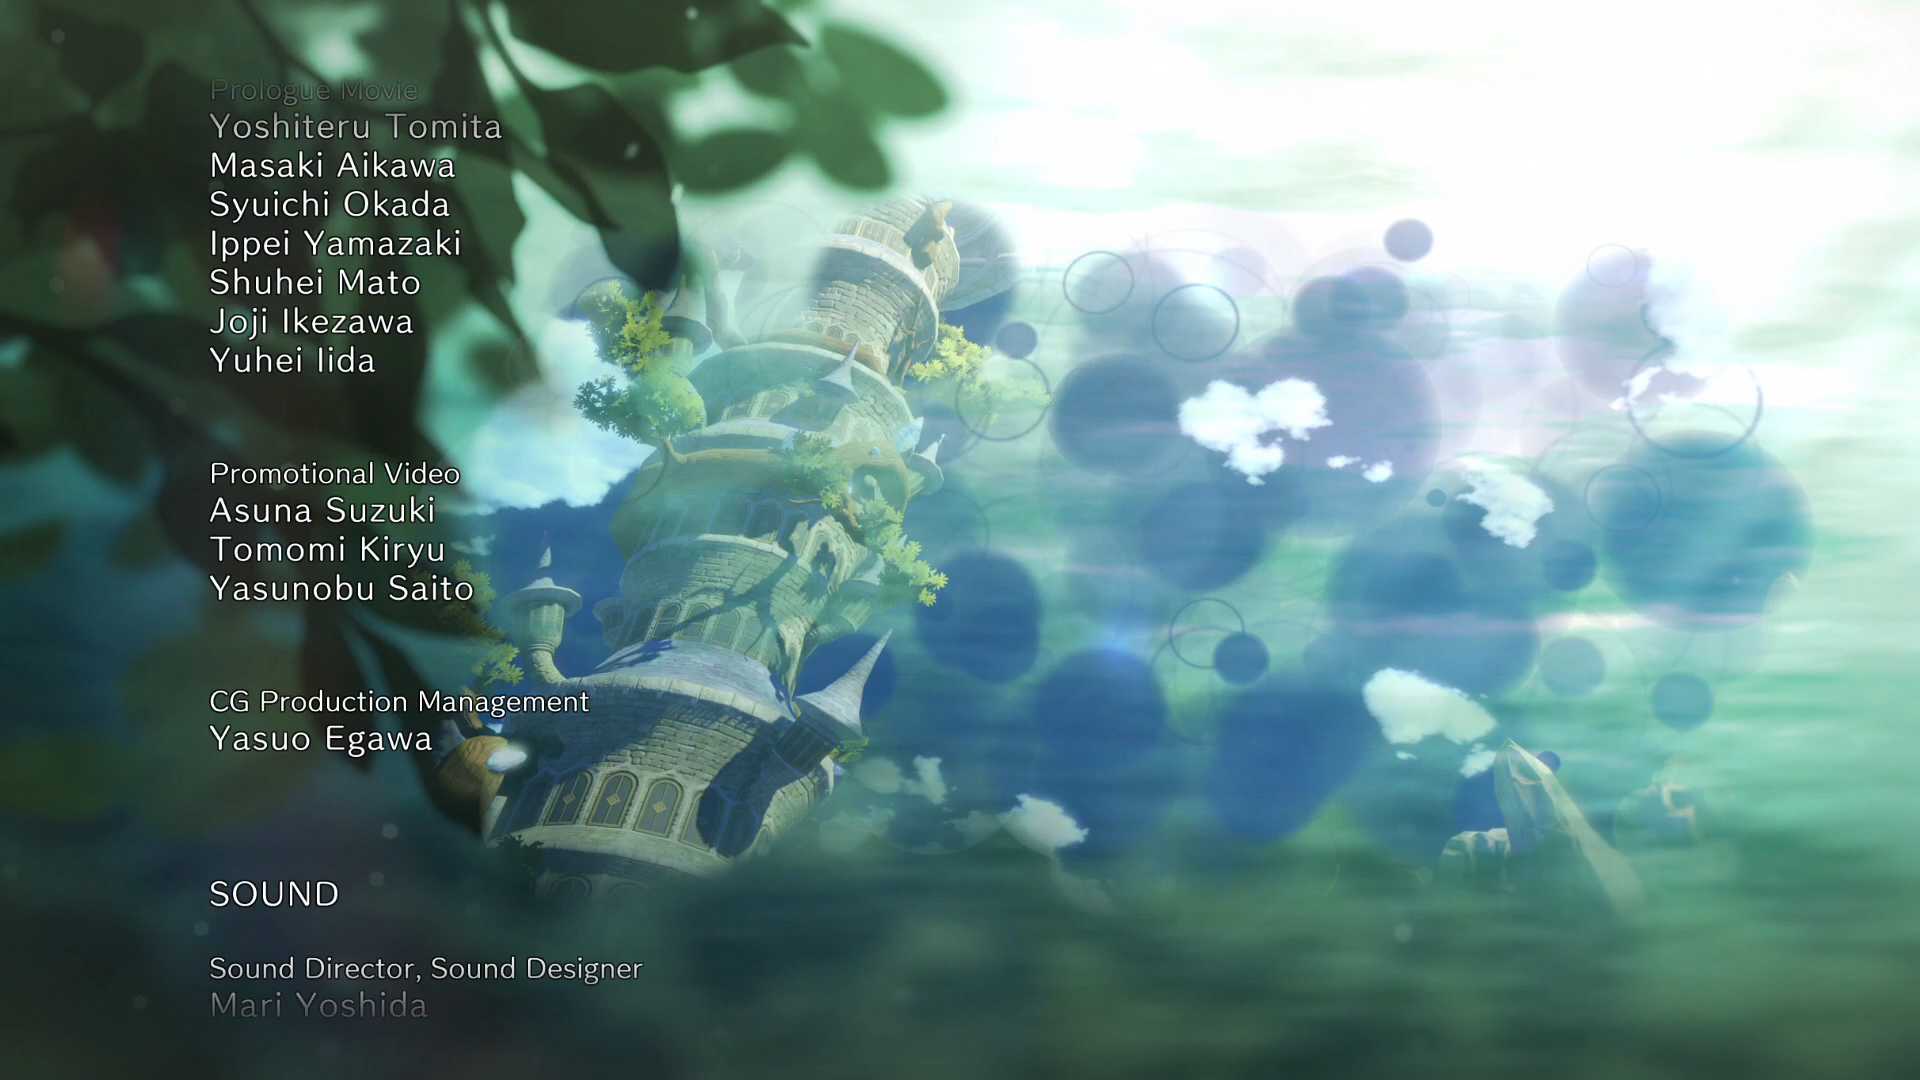 Prologue Movie
Yoshiteru Tomita
Masaki Aikawa
Syuichi Okada
Ippei Yamazaki
Shuhei Mato
Joji Ikezawa
Yuhei Iida
Promotional Video
Asuna Suzuki
Tomomi Kiryu
Yasunobu Saito
CG Production Management
Yasuo Egawa
SOUND
Sound Director, Sound Designer
Mari Yoshida